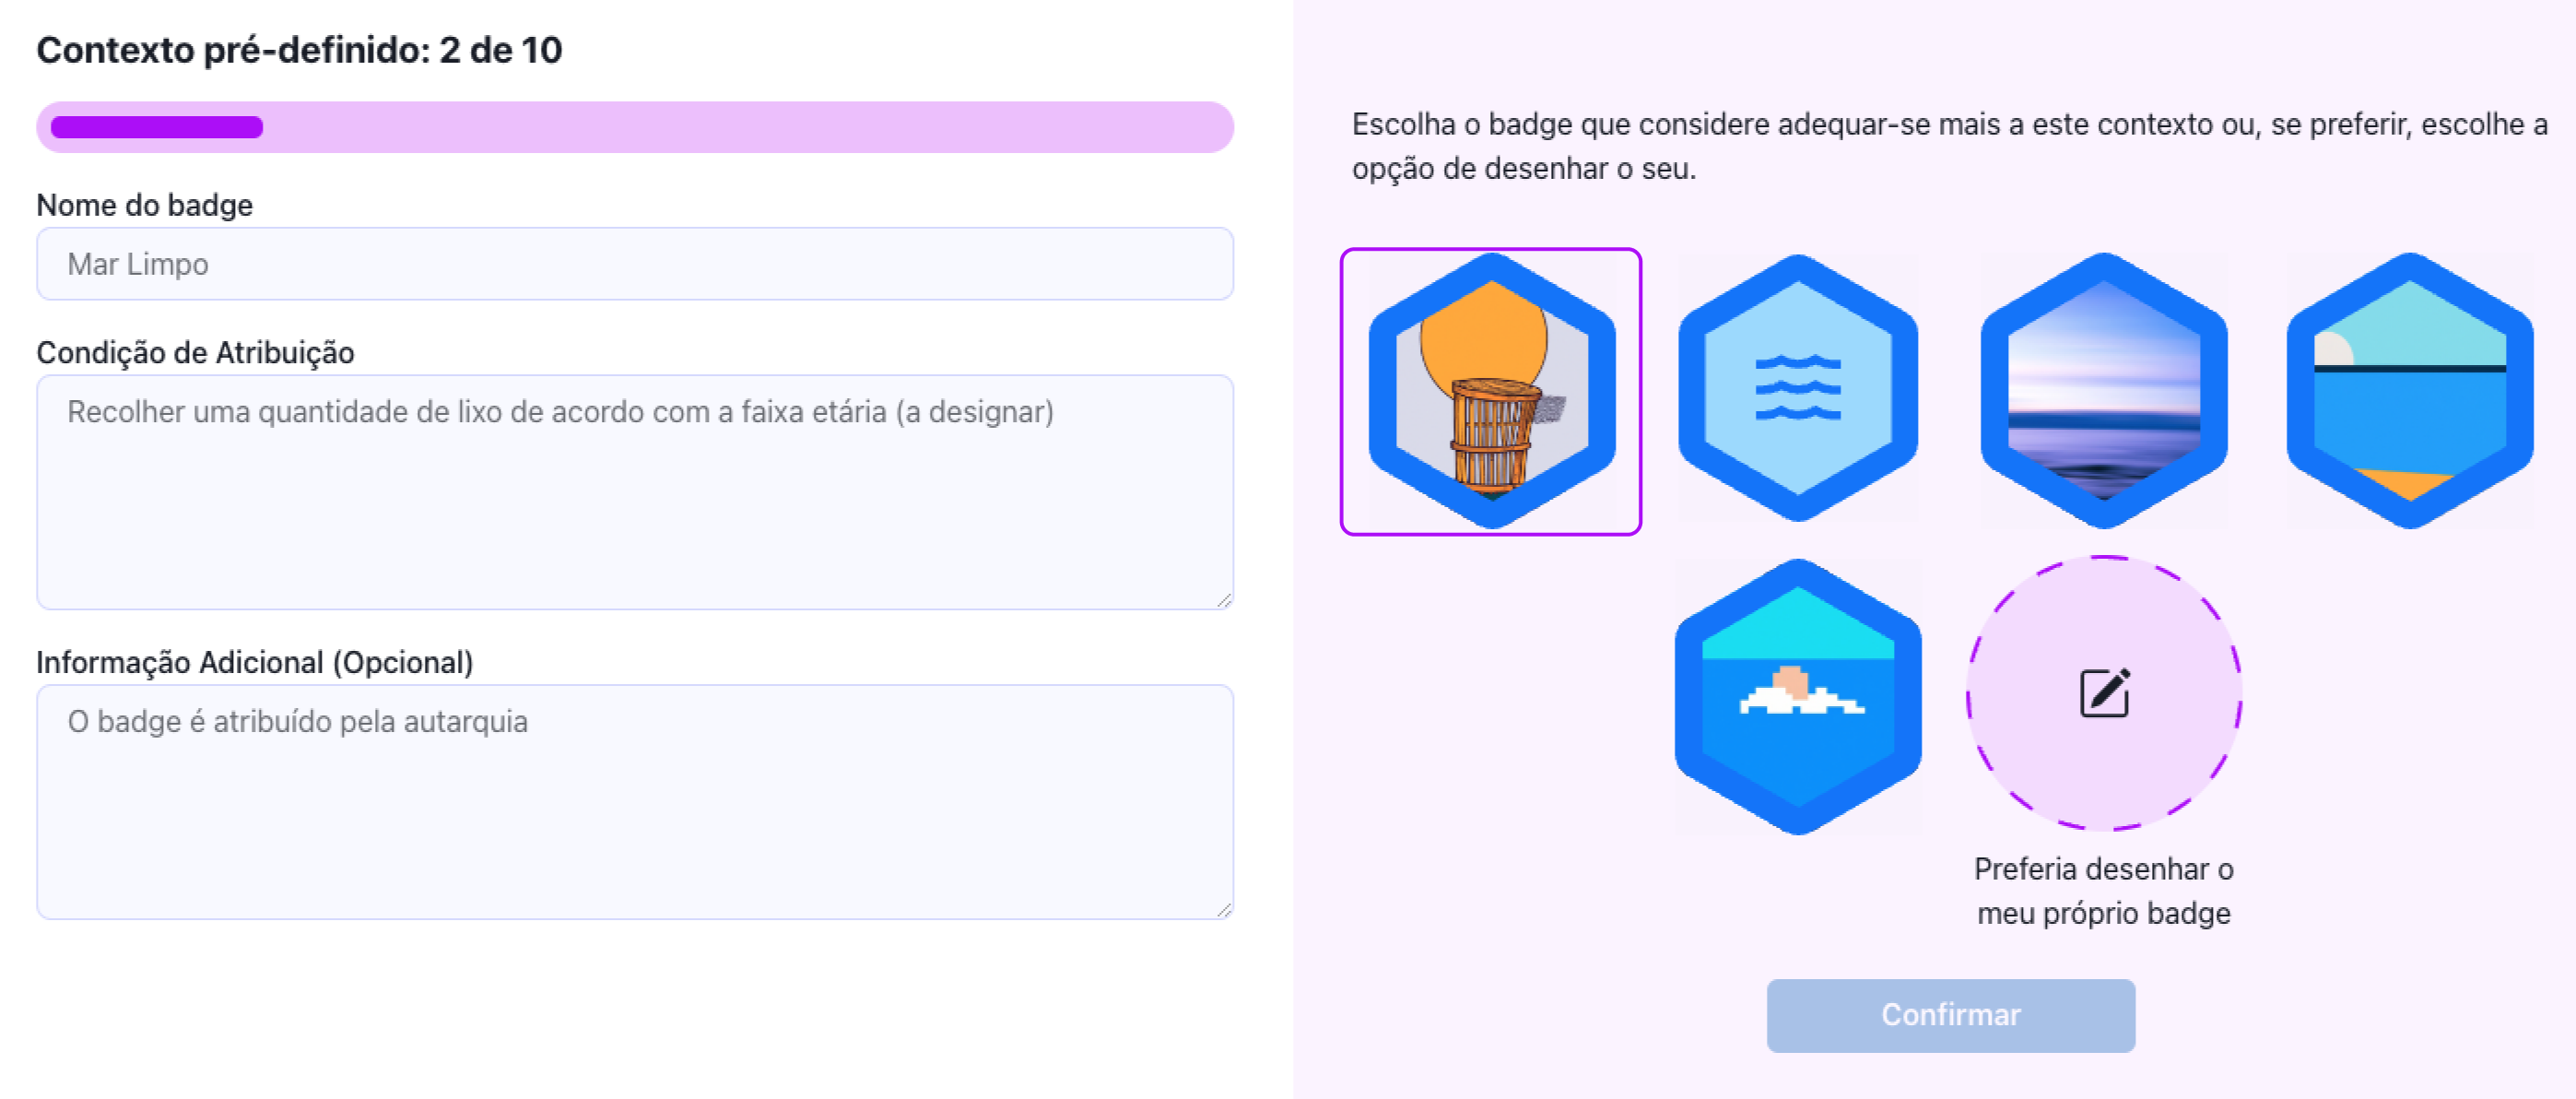 Contexto pré-definido: 2 de 10
Nome do badge
Mar Limpo
Condição de Atribuição
Recolher uma quantidade de lixo de acordo com a faixa etária (a designar)
Informação Adicional (Opcional)
O badge é atribuído pela autarquia
Escolha o badge que considere adequar-se mais a este contexto ou, se preferir, escolhe a
opção de desenhar o seu.
Preferia desenhar o
meu próprio badge
Confirmar